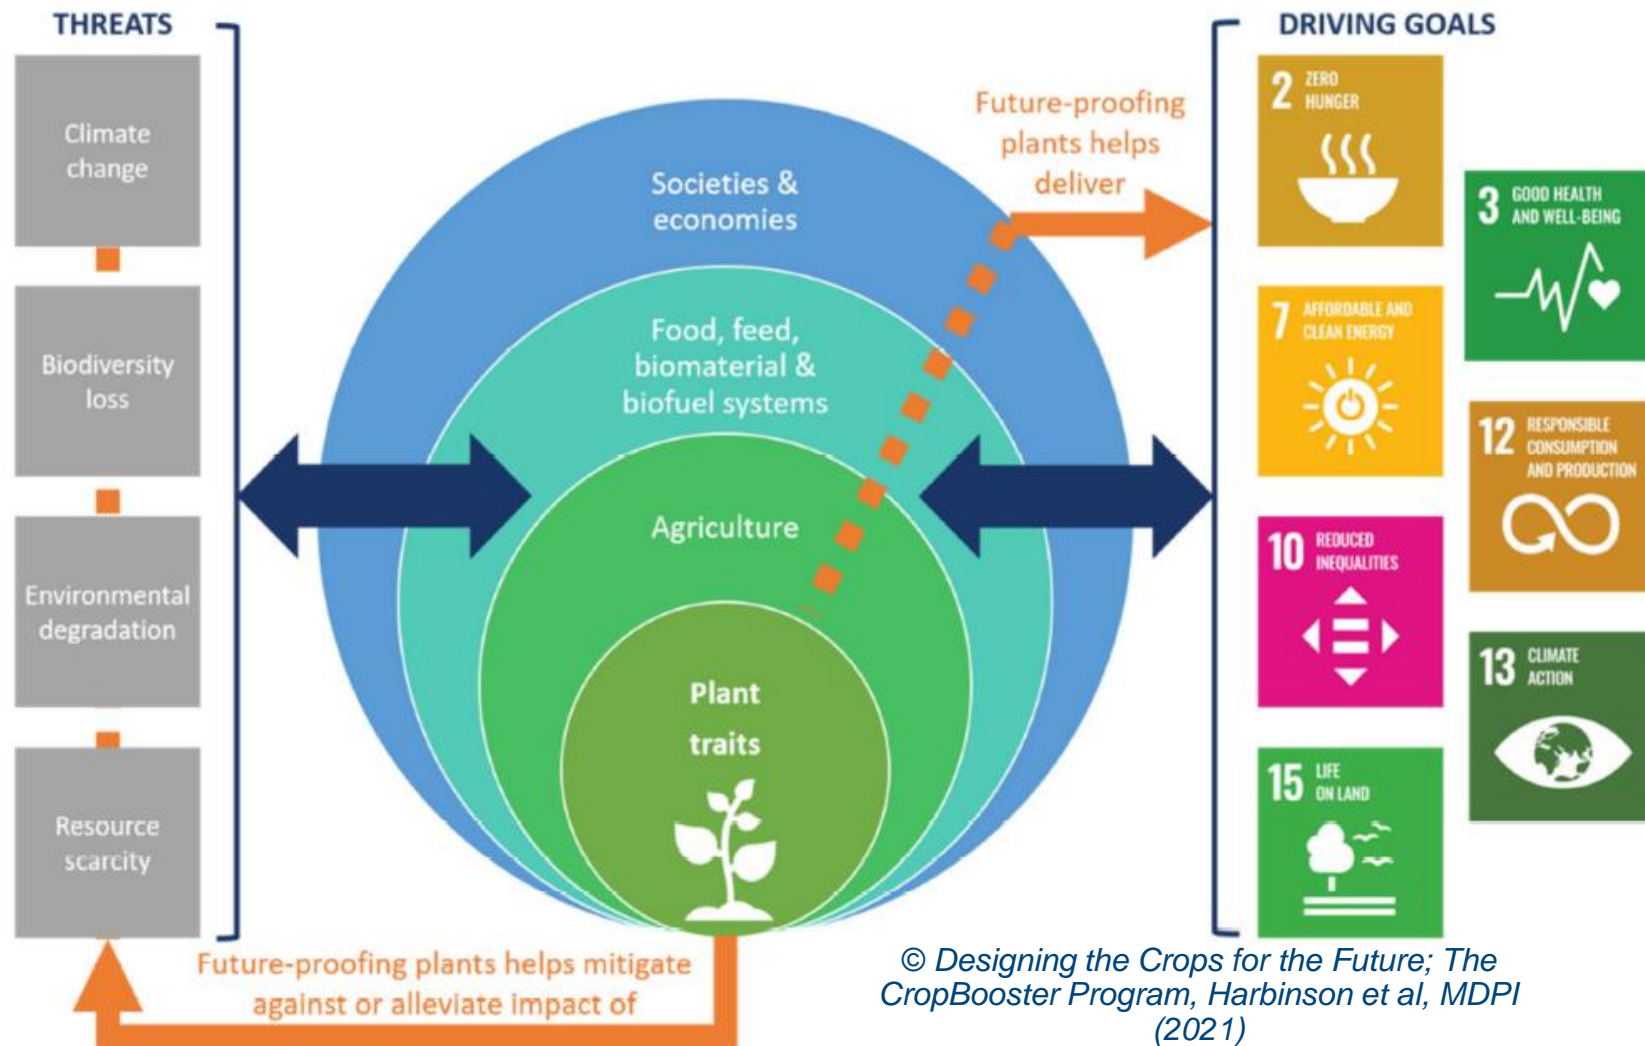 THREATS
Climate
change
Biodiversity
loss
Environmental
degradation
Resource
scarcity
Societies &
economies
Food, feed,
biomaterial &
biofuel systems
Agriculture
Plant
traits
Future-proofing
plants helps
deliver
Future-proofing plants helps mitigate
against or alleviate impact of
DRIVING GOALS
2 ZERO
HUNGER
3 GOOD HEALTH
AND WELL-BEING
7 AFFORDABLE AND
CLEAN ENERGY
12 RESPONSIBLE
CONSUMPTION
AND PRODUCTION
10 REDUCED
INEQUALITIES
13 CLIMATE
ACTION
15 LIFE
ON LAND
© Designing the Crops for the Future; The
CropBooster Program, Harbinson et al, MDPI
(2021)